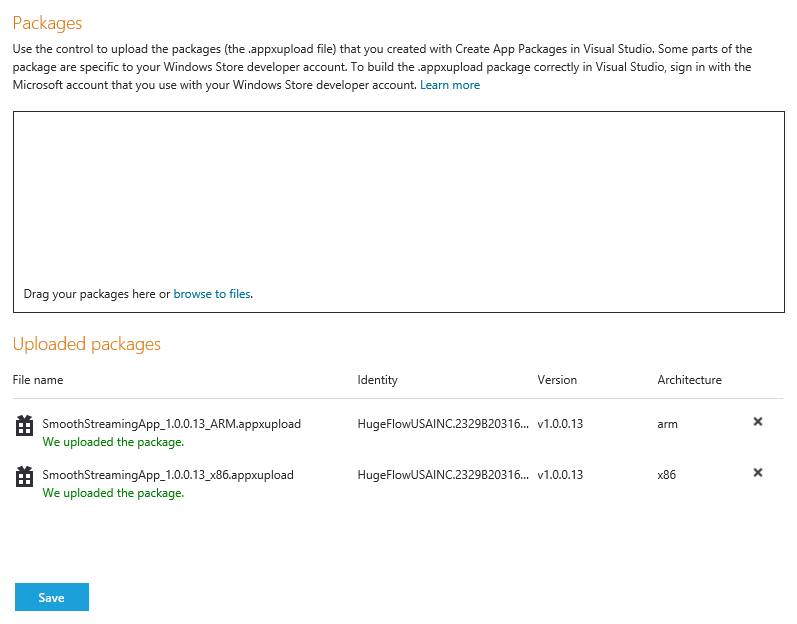 Packages
Use the control to upload the packages (the .appxupload file) that you created with Create App Packages in Visual Studio. Some parts of the
package are specific to your Windows Store developer account. To build the .appxupload package correctly in Visual Studio, sign in with the
Microsoft account that you use with your Windows Store developer account. Learn more
Drag your packages here or browse to files.
Uploaded packages
File name Identity Version Architecture
SmoothStreamingApp_1.0.0.13_ARM.appxupload HugeFlowUSAINC.2329B20316... v1.0.0.13 arm
We uploaded the package.
SmoothStreamingApp_1.0.0.13_x86.appxupload HugeFlowUSAINC.2329B20316... v1.0.0.13 x86
We uploaded the package.
Save